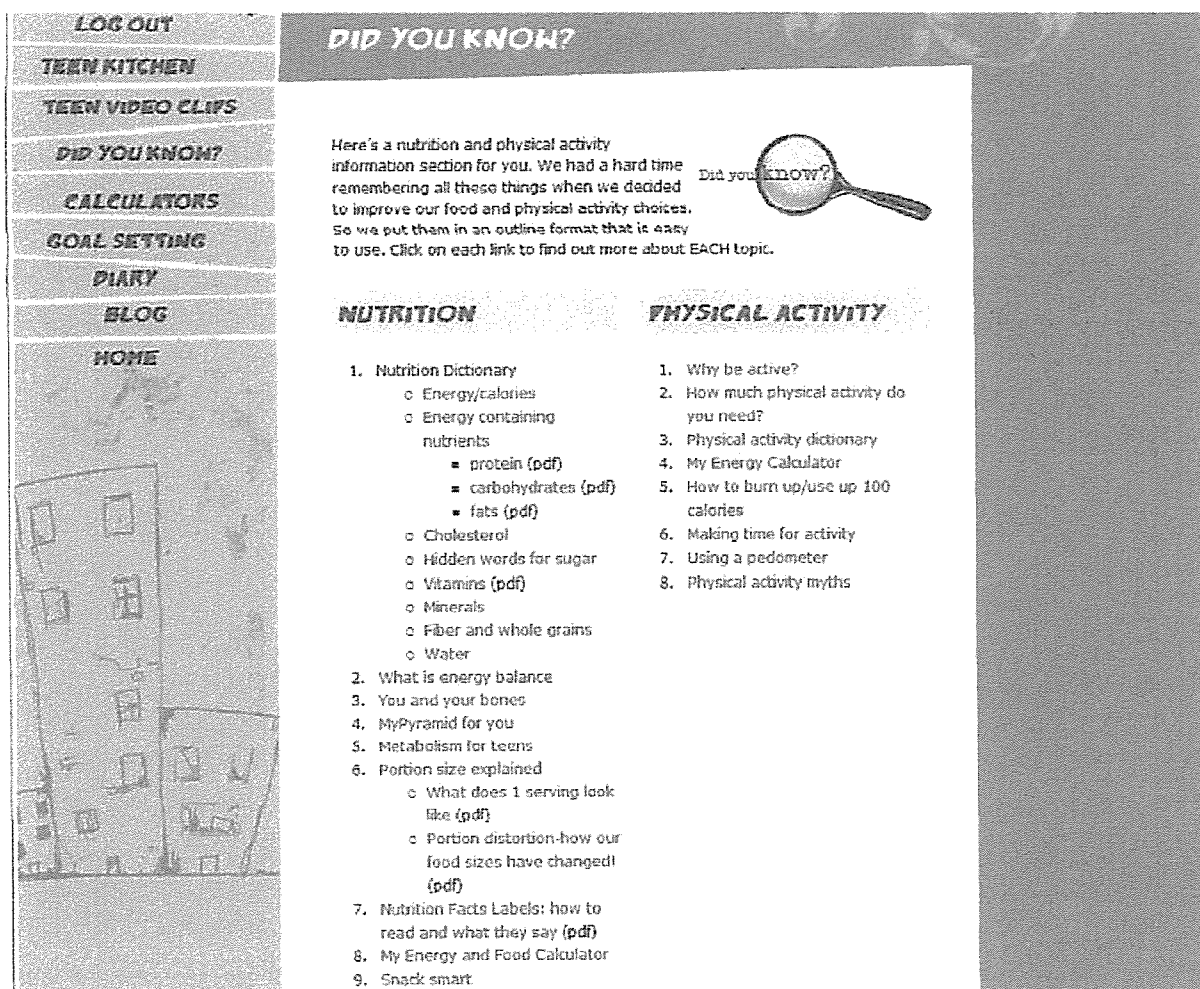 LOG OUT
TEEN KITCHEN
TEEN VIDEO CLIPS
DID YOU KNOW?
CALCULATORS
GOAL SETTING
DIARY
BLOG
HOME
DID YOU KNOW?
Here's a nutrition and physical activity
information section for you. We had a hard time
remembering all these things when we decided
to improve our food and physical activity choices.
So we put them in an outline format that is easy
to use. Click on each link to find out more about EACH topic.
Did you know?
NUTRITION
1. Nutrition Dictionary
o Energy/calories
o Energy containing
nutrients
▪ protein (pdf)
▪ carbohydrates (pdf)
▪ fats (pdf)
o Cholesterol
o Hidden words for sugar
o Vitamins (pdf)
o Minerals
o Fiber and whole grains
o Water
2. What is energy balance
3. You and your bones
4. MyPyramid for you
5. Metabolism for teens
6. Portion size explained
o What does 1 serving look
like (pdf)
o Portion distortion-how our
food sizes have changed!
(pdf)
7. Nutrition Facts Labels: how to
read and what they say (pdf)
8. My Energy and Food Calculator
9. Snack smart
PHYSICAL ACTIVITY
1. Why be active?
2. How much physical activity do
you need?
3. Physical activity dictionary
4. My Energy Calculator
5. How to burn up/use up 100
calories
6. Making time for activity
7. Using a pedometer
8. Physical activity myths